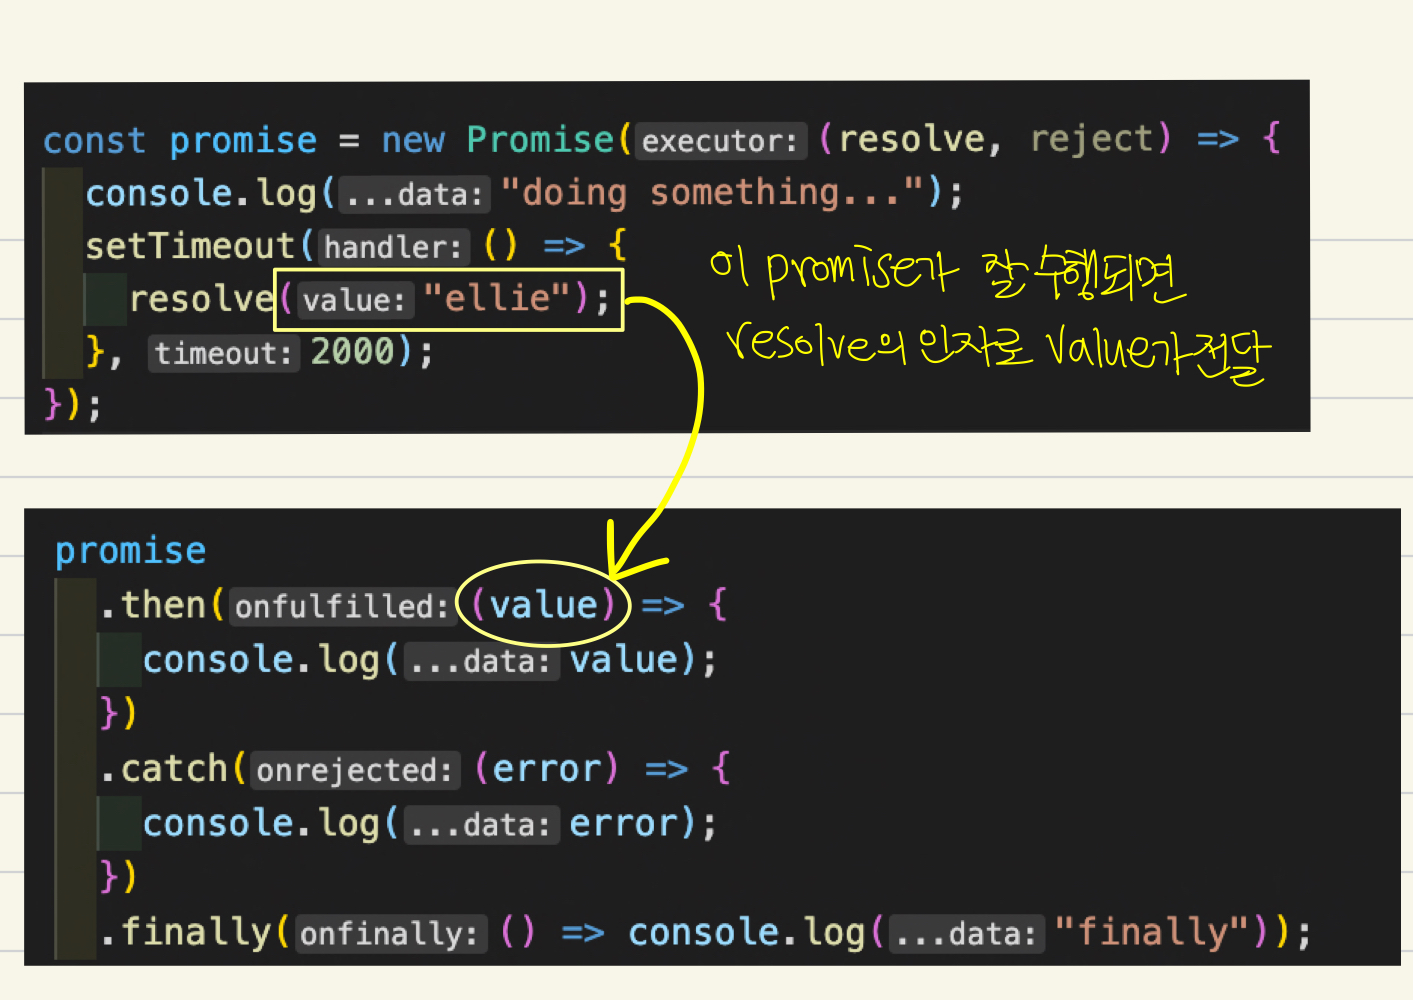 const promise = new Promise(executor: (resolve, reject) => {
console.log(...data: "doing something...");
setTimeout(handler: () => {
resolve(value: "ellie");
}, timeout: 2000);
});
이 promise가 잘 수행되면
resolve의 인자로 value가 전달
promise
.then(onfulfilled: (value) => {
console.log(...data: value);
})
.catch(onrejected: (error) => {
console.log(...data: error);
})
.finally(onfinally: () => console.log(...data: "finally"));